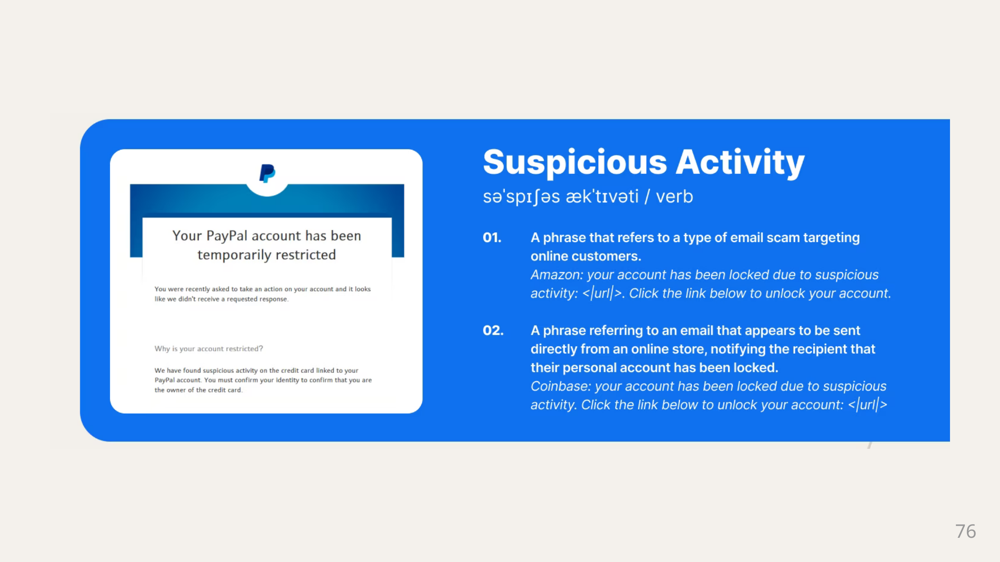 Your PayPal account has been
temporarily restricted
You were recently asked to take an action on your account and it looks
like we didn't receive a requested response.
Why is your account restricted?
We have found suspicious activity on the credit card linked to your
PayPal account. You must confirm your identity to confirm that you are
the owner of the credit card.
Suspicious Activity
səˈspɪʃəs ækˈtɪvəti / verb
01. A phrase that refers to a type of email scam targeting
online customers.
Amazon: your account has been locked due to suspicious
activity: <|url|>. Click the link below to unlock your account.
02. A phrase referring to an email that appears to be sent
directly from an online store, notifying the recipient that
their personal account has been locked.
Coinbase: your account has been locked due to suspicious
activity. Click the link below to unlock your account: <|url|>
76